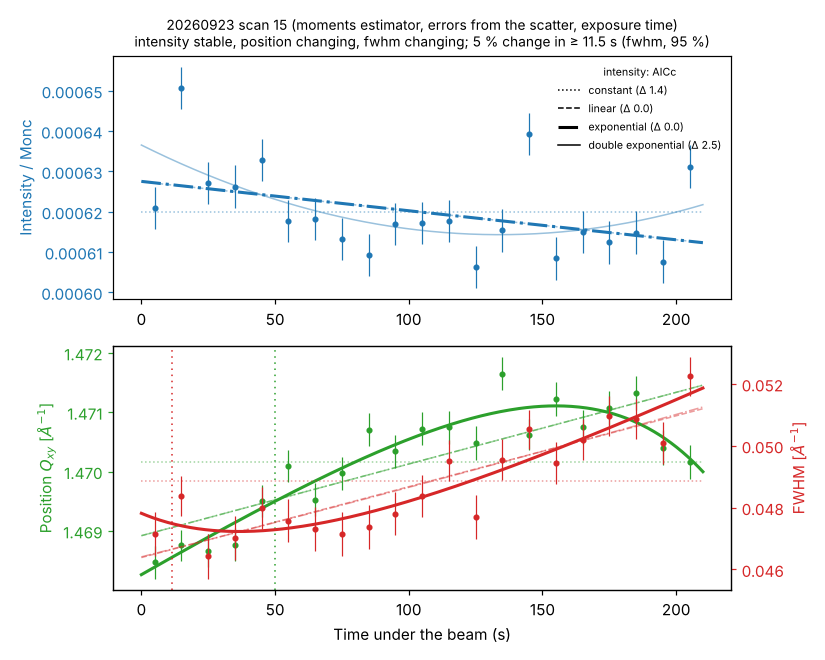 20260923 scan 15 (moments estimator, errors from the scatter, exposure time)
intensity stable, position changing, fwhm changing; 5 % change in ≥ 11.5 s (fwhm, 95 %)
Intensity / Monc
0.00065
0.00064
0.00063
0.00062
0.00061
0.00060
intensity: AICc
constant (Δ 1.4)
linear (Δ 0.0)
exponential (Δ 0.0)
double exponential (Δ 2.5)
0 50 100 150 200
Position $Q_{xy}$ [$Å^{-1}$]
1.472
1.471
1.470
1.469
FWHM [$Å^{-1}$]
0.052
0.050
0.048
0.046
0 50 100 150 200
Time under the beam (s)